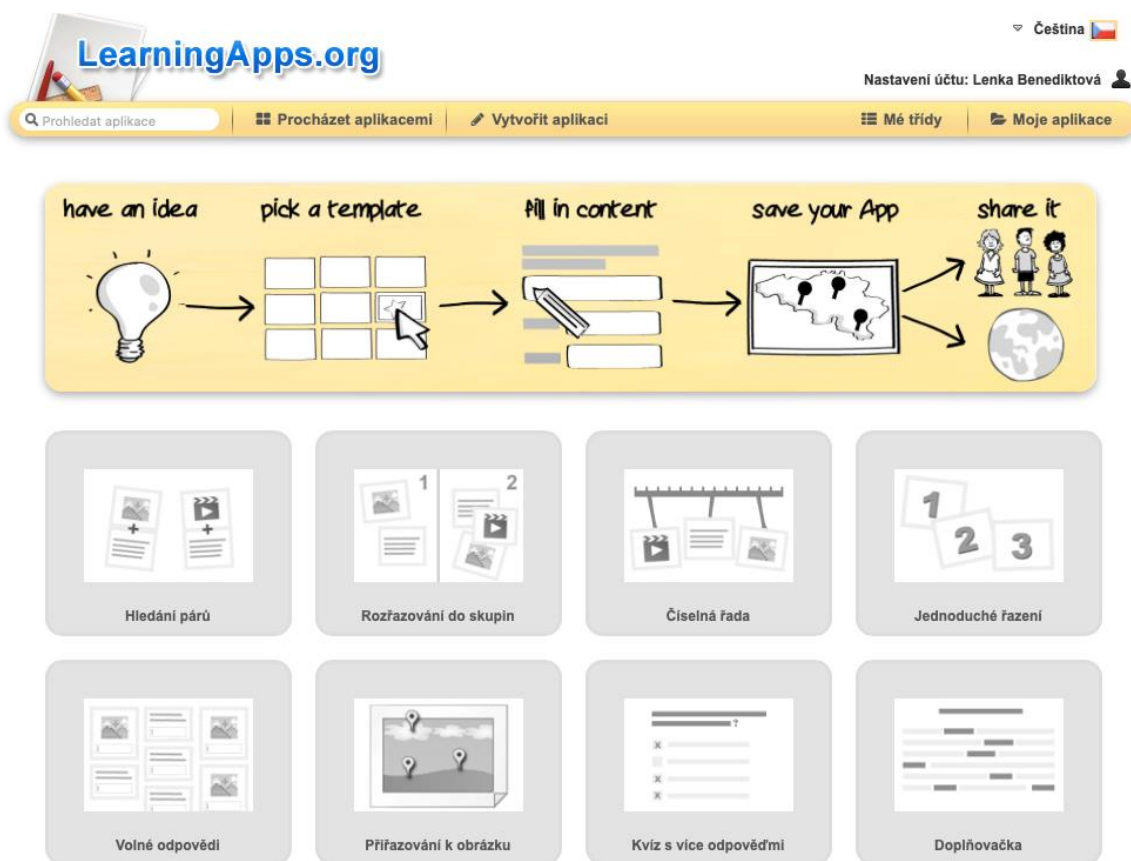 LearningApps.org
Čeština
Nastavení účtu: Lenka Benediktová
Prohledat aplikace
Procházet aplikacemi
Vytvořit aplikaci
Mé třídy
Moje aplikace
have an idea
pick a template
fill in content
save your App
share it
1
2
1
2
3
Hledání párů
Rozřazování do skupin
Číselná řada
Jednoduché řazení
?
x
x
x
Volné odpovědi
Přiřazování k obrázku
Kvíz s více odpověďmi
Doplňovačka